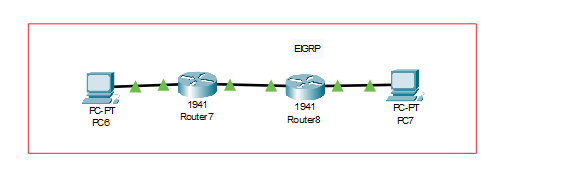 EIGRP
PC-PT
PC6
1941
Router7
1941
Router8
PC-PT
PC7